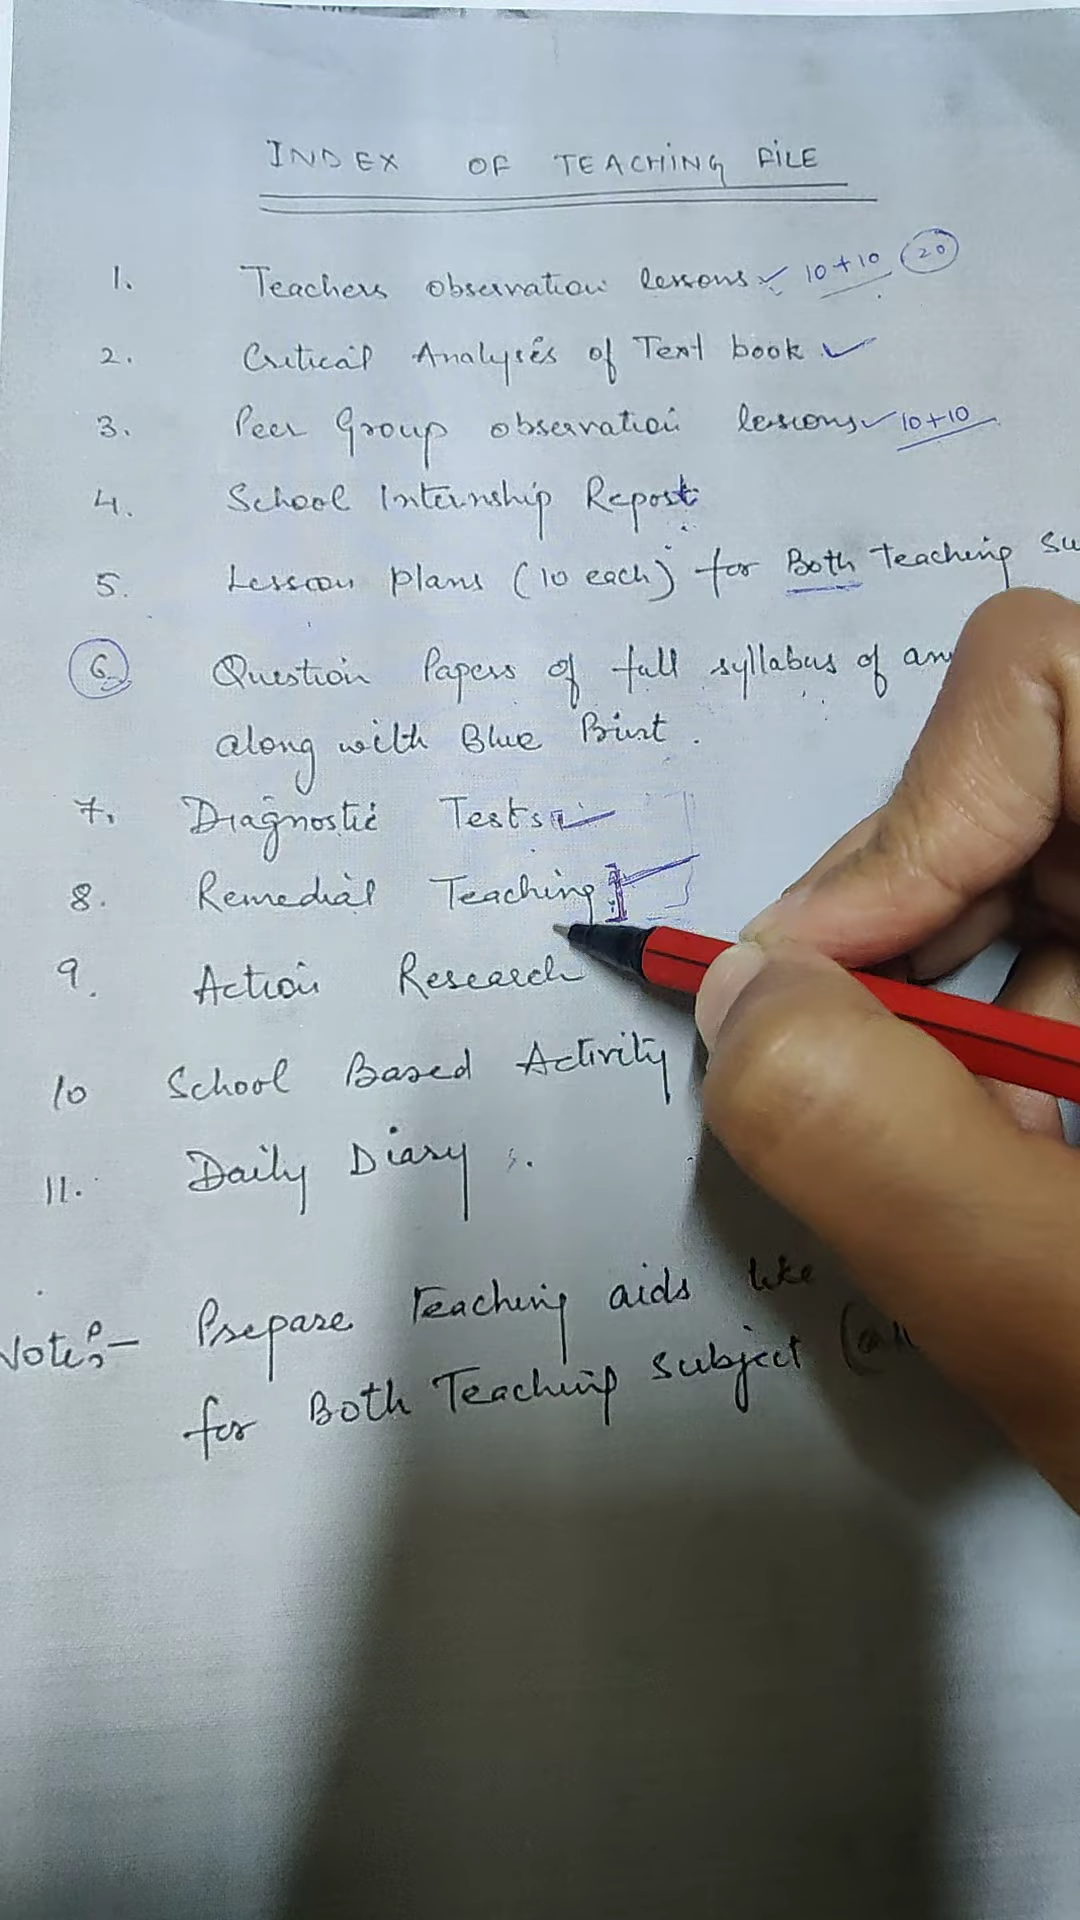 INDEX OF TEACHING FILE
1. Teachers observation lessons ✓ 10+10 20
2. Critical Analysis of Text book ✓
3. Peer Group observation lessons ✓ 10+10
4. School Internship Report
5. Lesson plans (10 each) for Both teaching
6 Question Papers of full syllabus of
along with Blue Print.
7. Diagnostic Tests ✓
8. Remedial Teaching
9. Action Research
10 School Based Activity
11. Daily Diary
Note:- Prepare Teaching aids like
for Both Teaching Subject